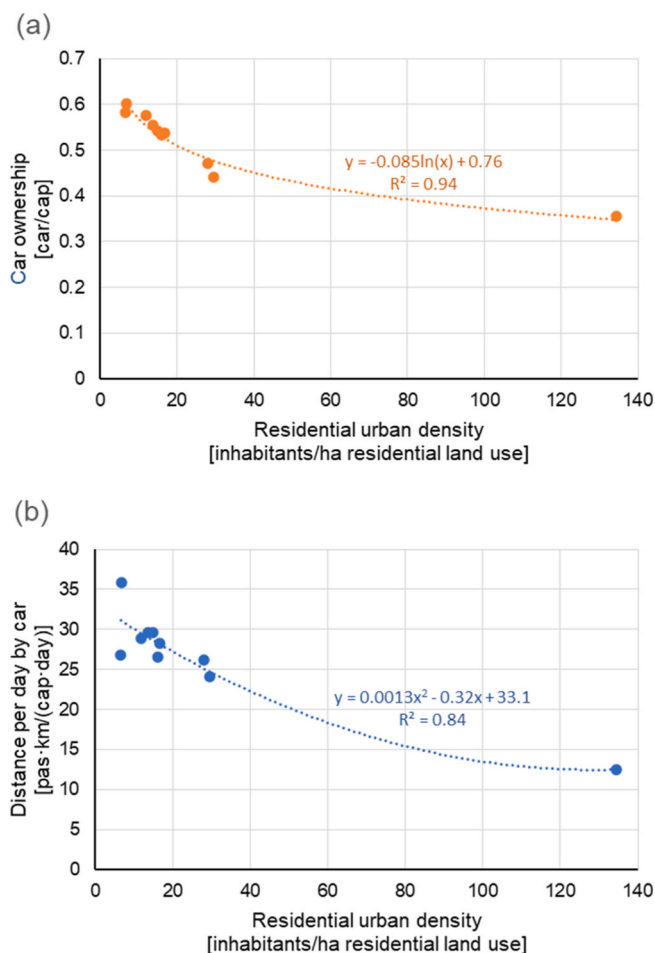 (a)
0.7
0.6
0.5
0.4
0.3
0.2
0.1
0
Car ownership
[car/cap]
y = -0.085ln(x) + 0.76
R² = 0.94
0 20 40 60 80 100 120 140
Residential urban density
[inhabitants/ha residential land use]
(b)
40
35
30
25
20
15
10
5
0
Distance per day by car
[pas·km/(cap·day)]
y = 0.0013x² - 0.32x + 33.1
R² = 0.84
0 20 40 60 80 100 120 140
Residential urban density
[inhabitants/ha residential land use]